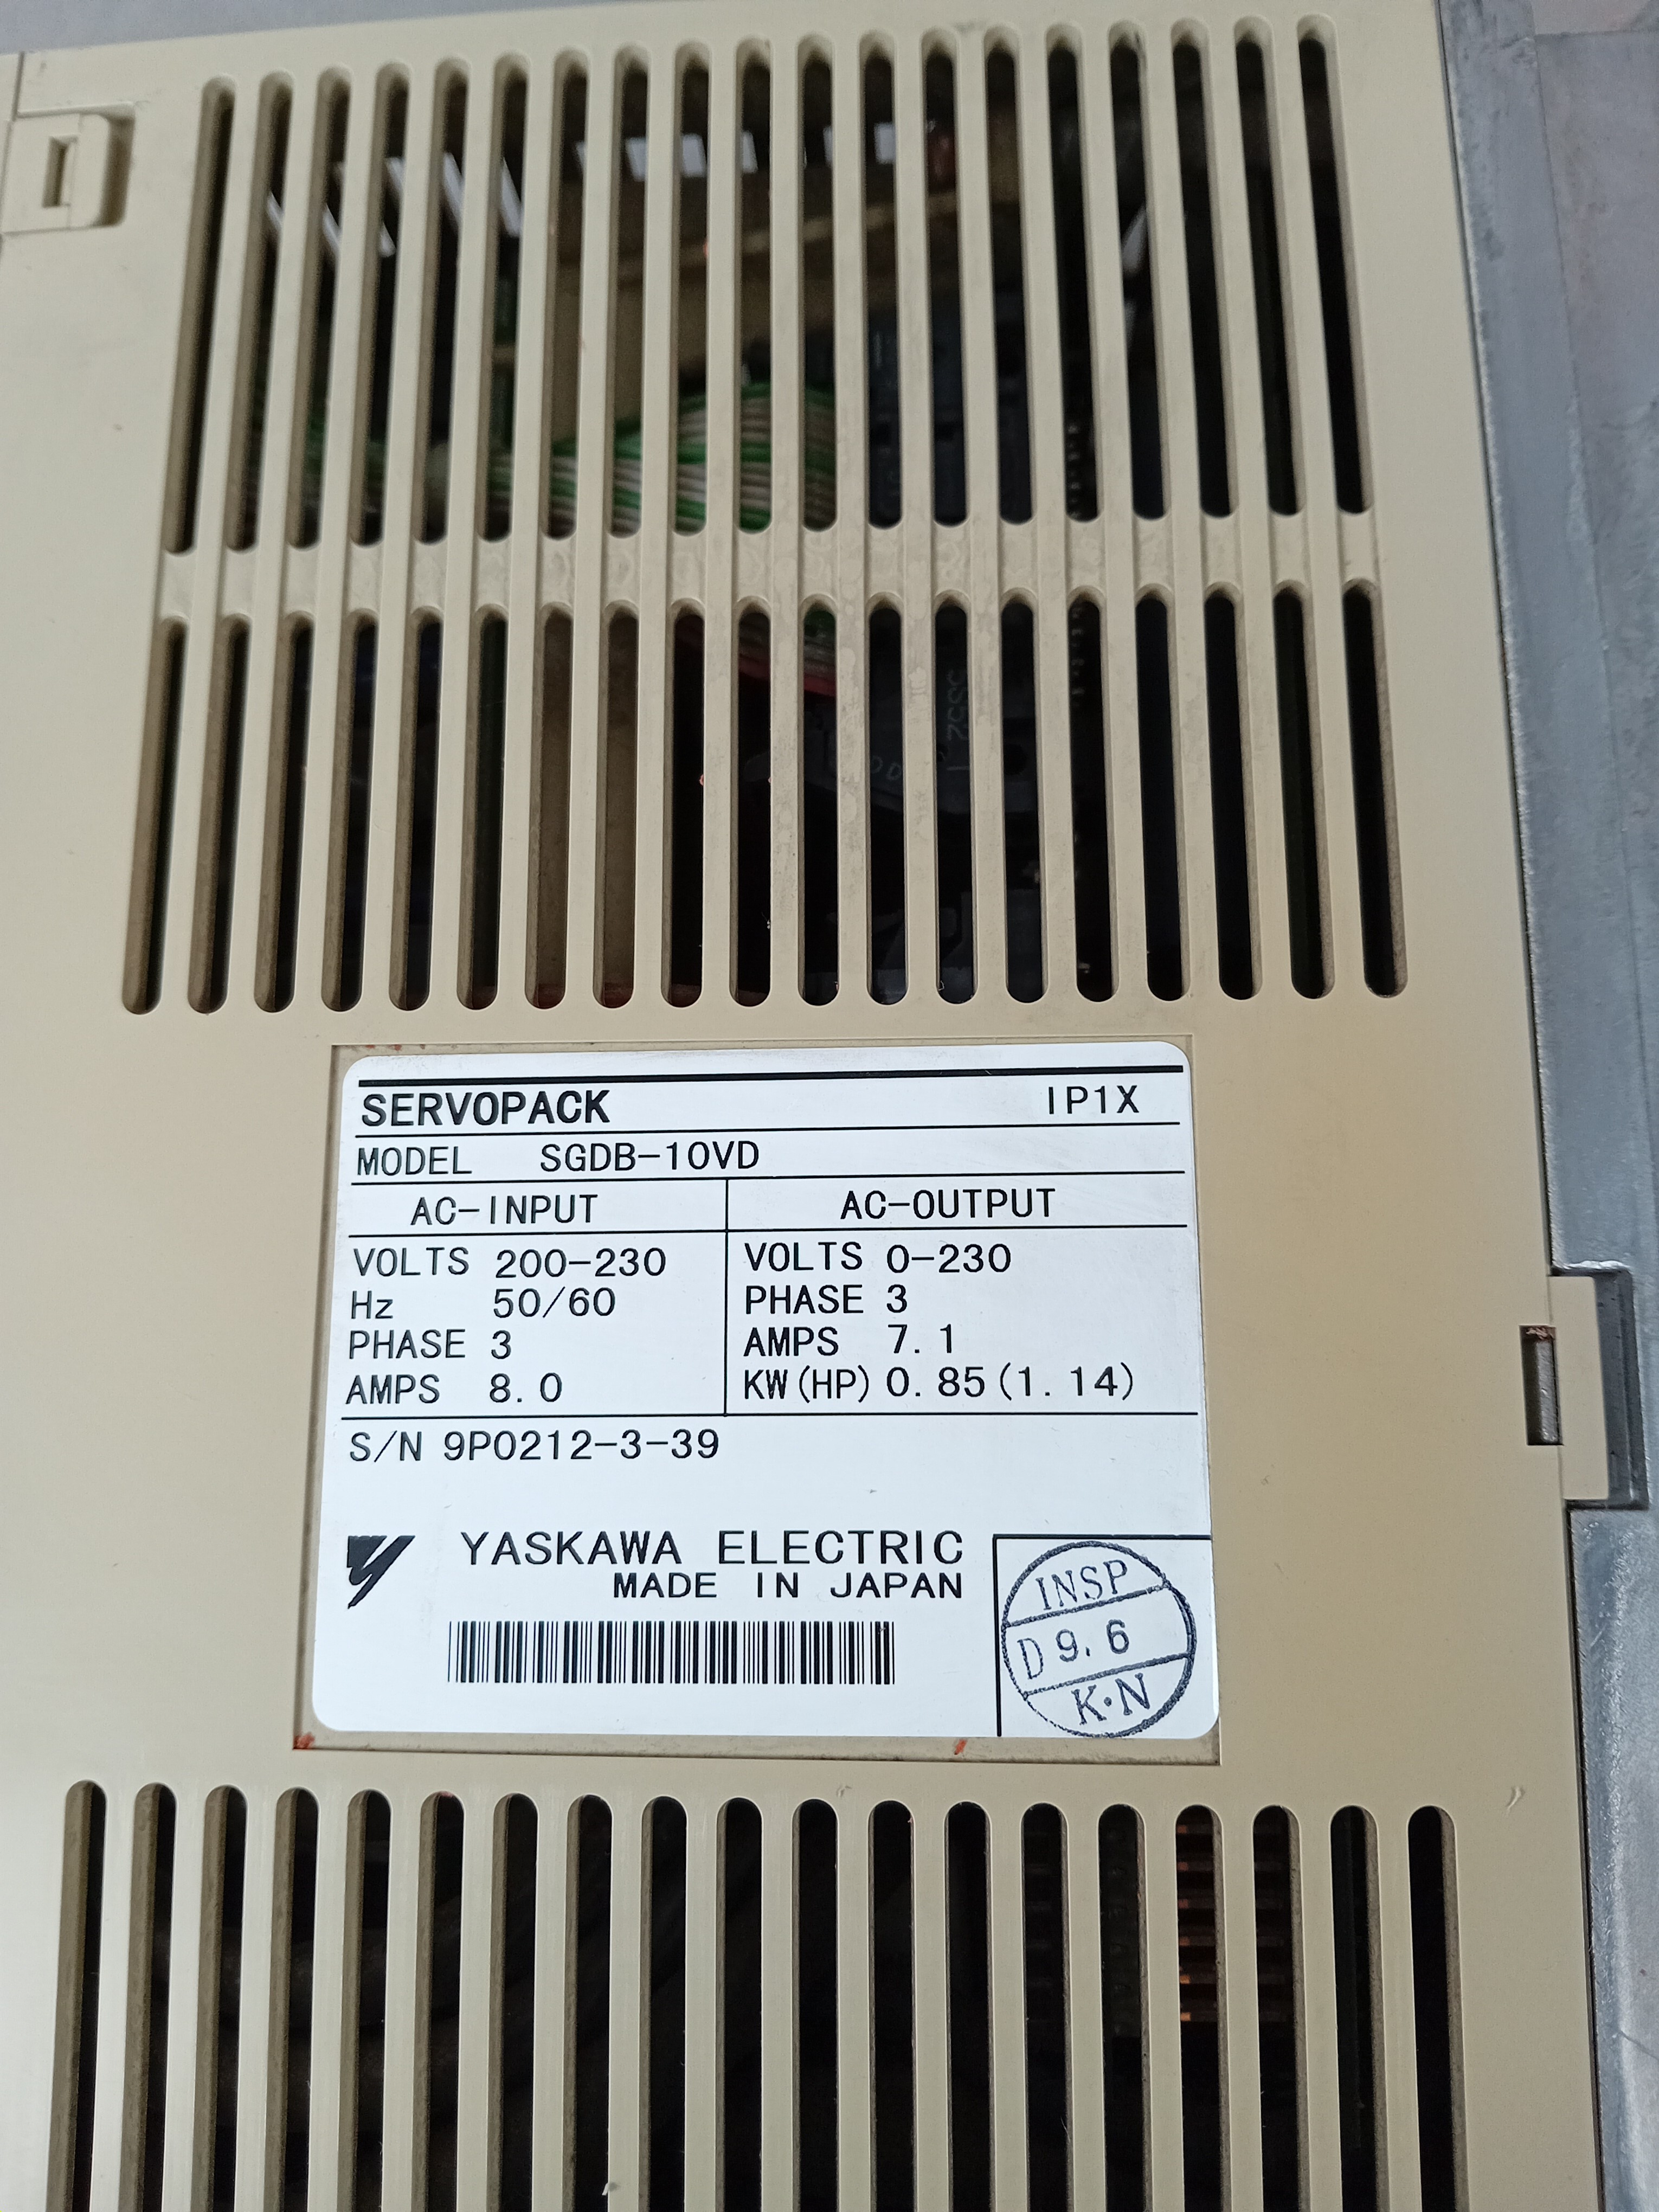 SERVOPACK IP1X
MODEL SGDB-10VD
AC-INPUT AC-OUTPUT
VOLTS 200-230 VOLTS 0-230
Hz 50/60 PHASE 3
PHASE 3 AMPS 7.1
AMPS 8.0 KW(HP) 0.85(1.14)
S/N 9P0212-3-39
YASKAWA ELECTRIC
MADE IN JAPAN
INSP
D 9.6
K·N